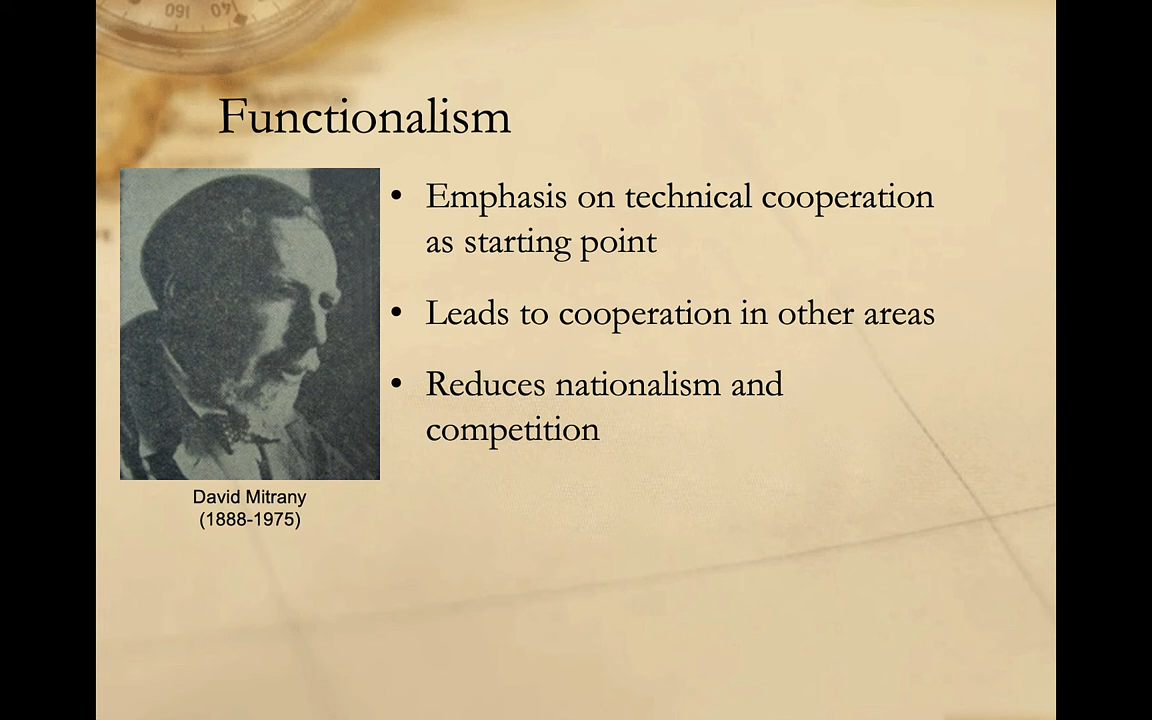 160
Functionalism
• Emphasis on technical cooperation
as starting point
• Leads to cooperation in other areas
• Reduces nationalism and
competition
David Mitrany
(1888-1975)